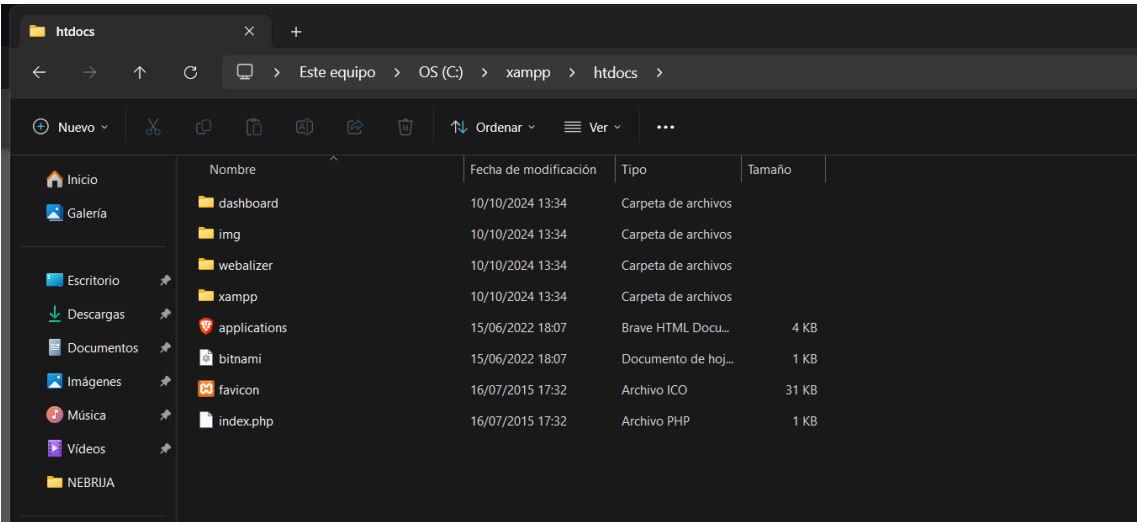 htdocs
Este equipo > OS (C:) > xampp > htdocs >
Nuevo Ordenar Ver
Nombre Fecha de modificación Tipo Tamaño
Inicio
Galería
Escritorio
Descargas
Documentos
Imágenes
Música
Vídeos
NEBRIJA
dashboard 10/10/2024 13:34 Carpeta de archivos
img 10/10/2024 13:34 Carpeta de archivos
webalizer 10/10/2024 13:34 Carpeta de archivos
xampp 10/10/2024 13:34 Carpeta de archivos
applications 15/06/2022 18:07 Brave HTML Docu... 4 KB
bitnami 15/06/2022 18:07 Documento de hoj... 1 KB
favicon 16/07/2015 17:32 Archivo ICO 31 KB
index.php 16/07/2015 17:32 Archivo PHP 1 KB